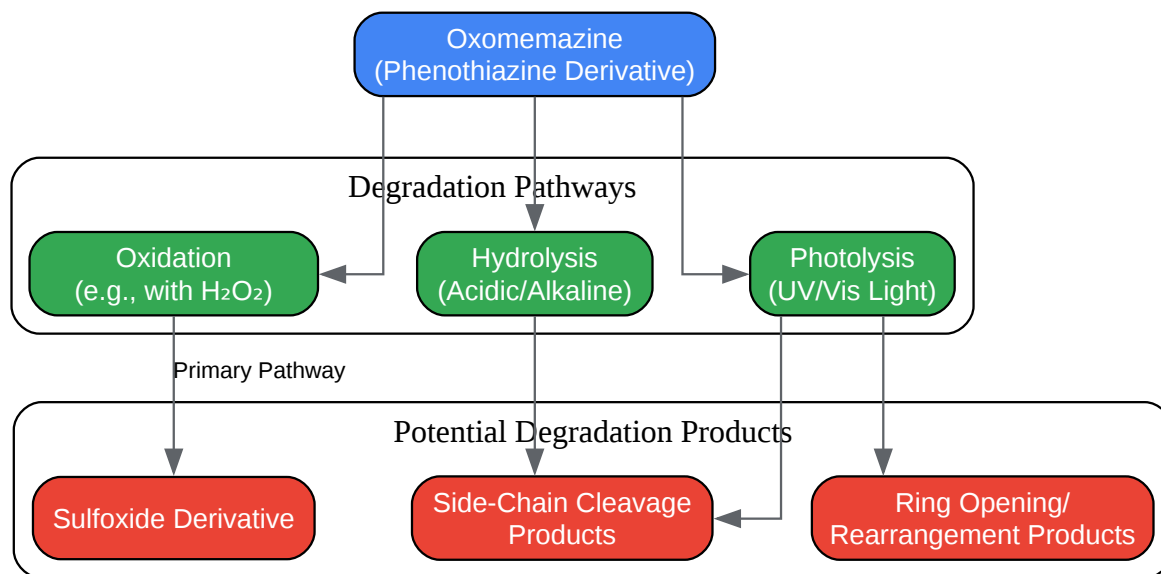 Oxomemazine
(Phenothiazine Derivative)
Degradation Pathways
Oxidation
(e.g., with H₂O₂)
Hydrolysis
(Acidic/Alkaline)
Photolysis
(UV/Vis Light)
Primary Pathway
Potential Degradation Products
Sulfoxide Derivative
Side-Chain Cleavage
Products
Ring Opening/
Rearrangement Products